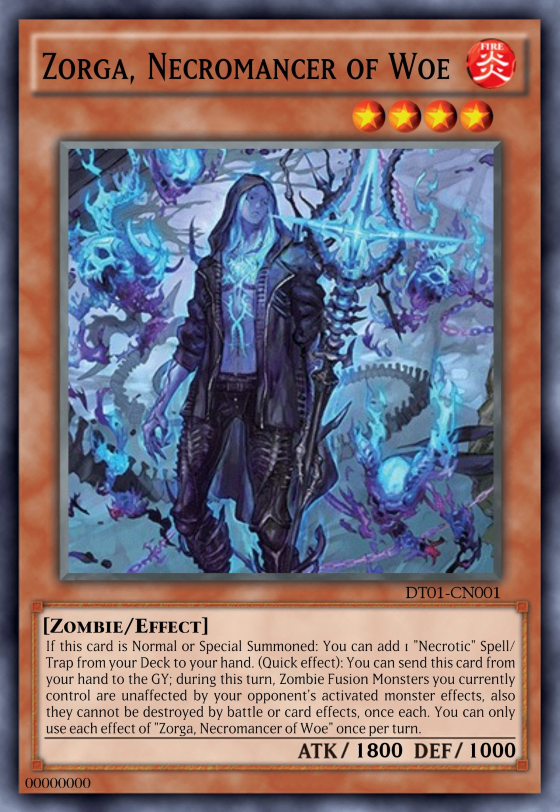 Zorga, Necromancer of Woe
FIRE
炎
DT01-CN001
[Zombie/Effect]
If this card is Normal or Special Summoned: You can add 1 "Necrotic" Spell/
Trap from your Deck to your hand. (Quick effect): You can send this card from
your hand to the GY; during this turn, Zombie Fusion Monsters you currently
control are unaffected by your opponent's activated monster effects, also
they cannot be destroyed by battle or card effects, once each. You can only
use each effect of "Zorga, Necromancer of Woe" once per turn.
ATK/ 1800 DEF/ 1000
00000000